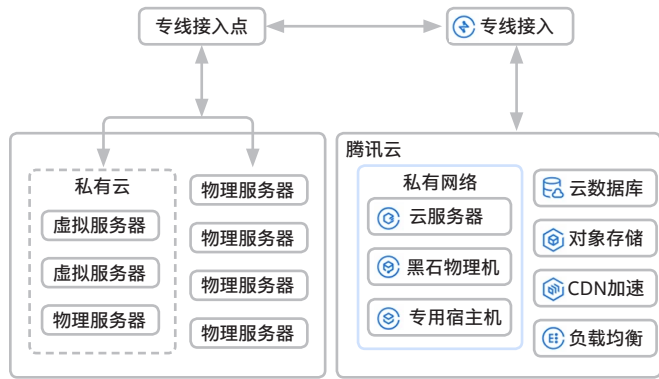 专线接入点
专线接入
私有云
虚拟服务器
虚拟服务器
物理服务器
物理服务器
物理服务器
物理服务器
物理服务器
腾讯云
私有网络
云服务器
黑石物理机
专用宿主机
云数据库
对象存储
CDN加速
负载均衡